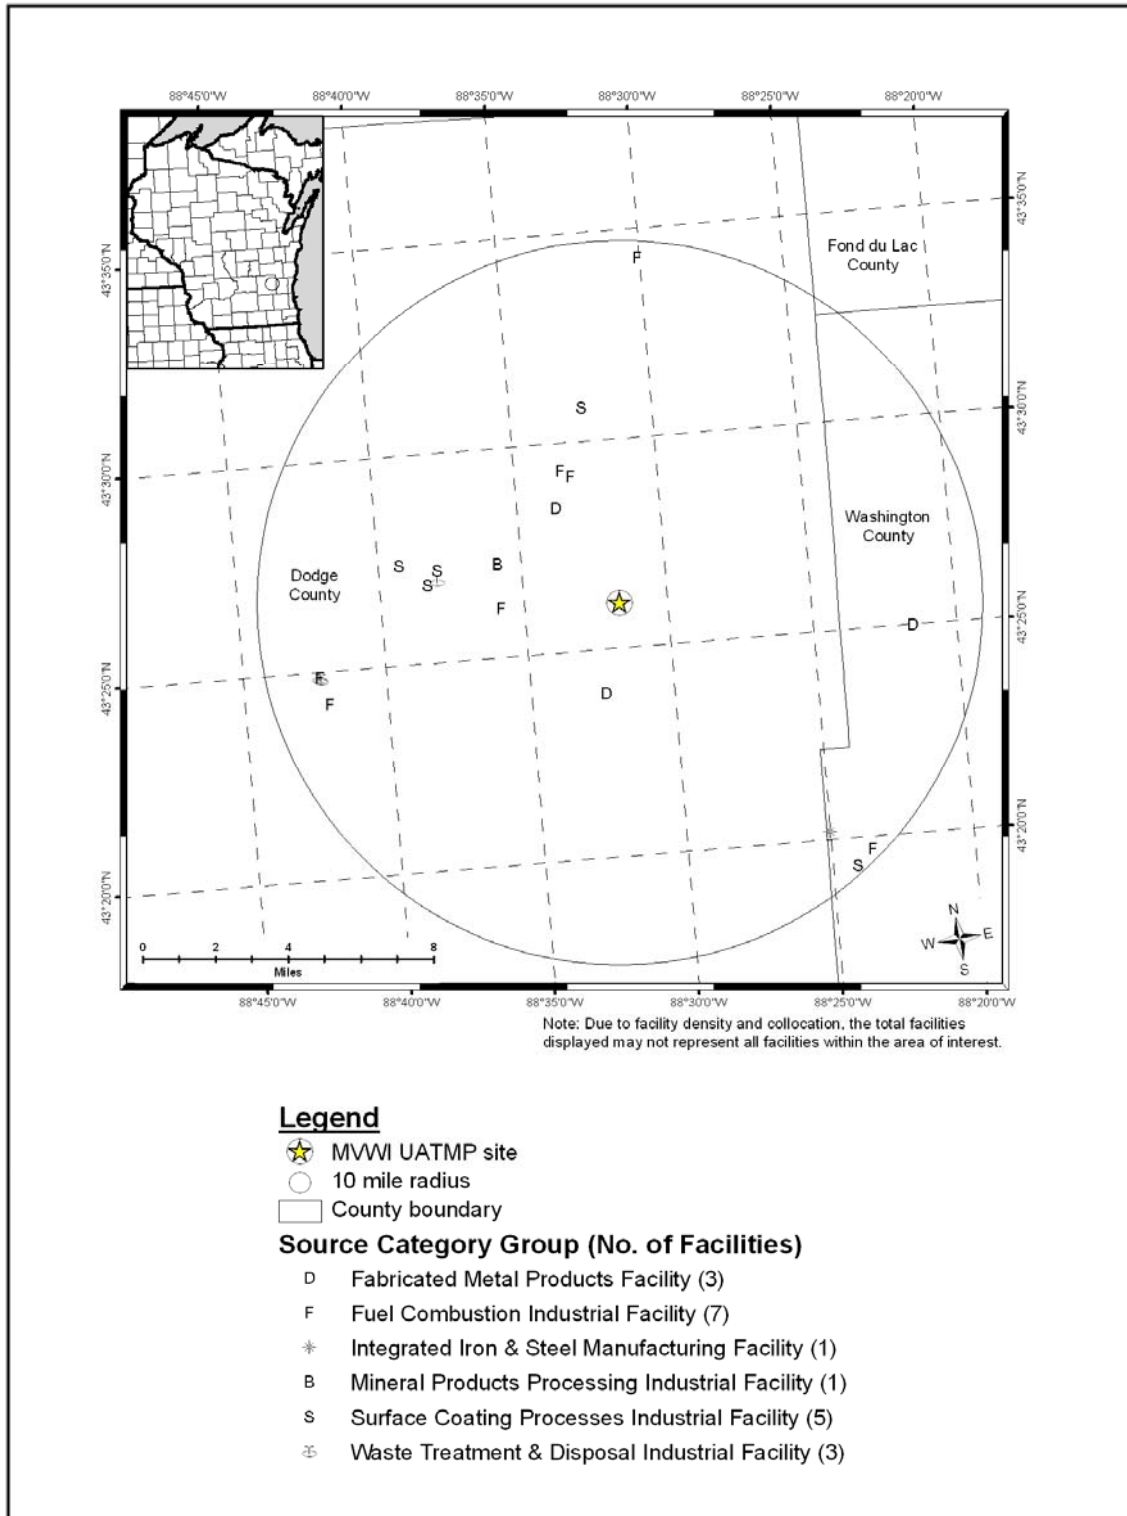 88°45'0"W 88°40'0"W 88°35'0"W 88°30'0"W 88°25'0"W 88°20'0"W
43°35'0"N
Fond du Lac
County
F
43°35'0"N
S
43°30'0"N
F
F
43°30'0"N
D
Washington
County
S
S
B
Dodge
County
S
F
D
43°25'0"N
F
D
43°25'0"N
F
43°20'0"N
F
S
43°20'0"N
N
W E
S
0 2 4 6 8
Miles
88°45'0"W 88°40'0"W 88°35'0"W 88°30'0"W 88°25'0"W 88°20'0"W
Note: Due to facility density and collocation, the total facilities
displayed may not represent all facilities within the area of interest.
Legend
MVWI UATMP site
10 mile radius
County boundary
Source Category Group (No. of Facilities)
D Fabricated Metal Products Facility (3)
F Fuel Combustion Industrial Facility (7)
Integrated Iron & Steel Manufacturing Facility (1)
B Mineral Products Processing Industrial Facility (1)
S Surface Coating Processes Industrial Facility (5)
Waste Treatment & Disposal Industrial Facility (3)